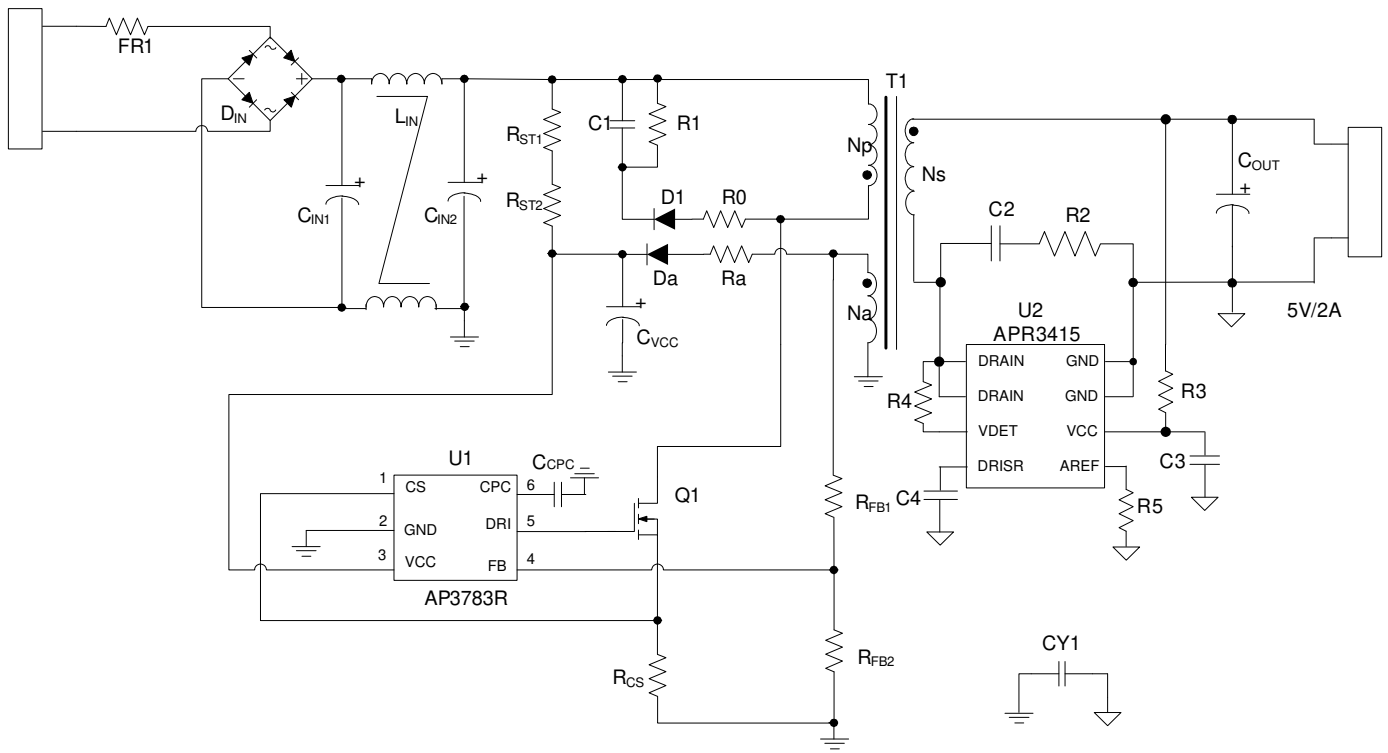 FR1
~
−
+
~
DIN
LIN
CIN1
+
CIN2
+
RST1
RST2
C1
R1
D1
R0
Da
Ra
CVCC
+
T1
Np
Ns
Na
COUT
+
C2
R2
5V/2A
U2
APR3415
DRAIN
GND
DRAIN
GND
VDET
VCC
DRISR
AREF
R4
C4
R3
C3
R5
U1
1
CS
CPC
6
CCPC
2
GND
DRI
5
3
VCC
FB
4
AP3783R
Q1
RFB1
RFB2
RCS
CY1